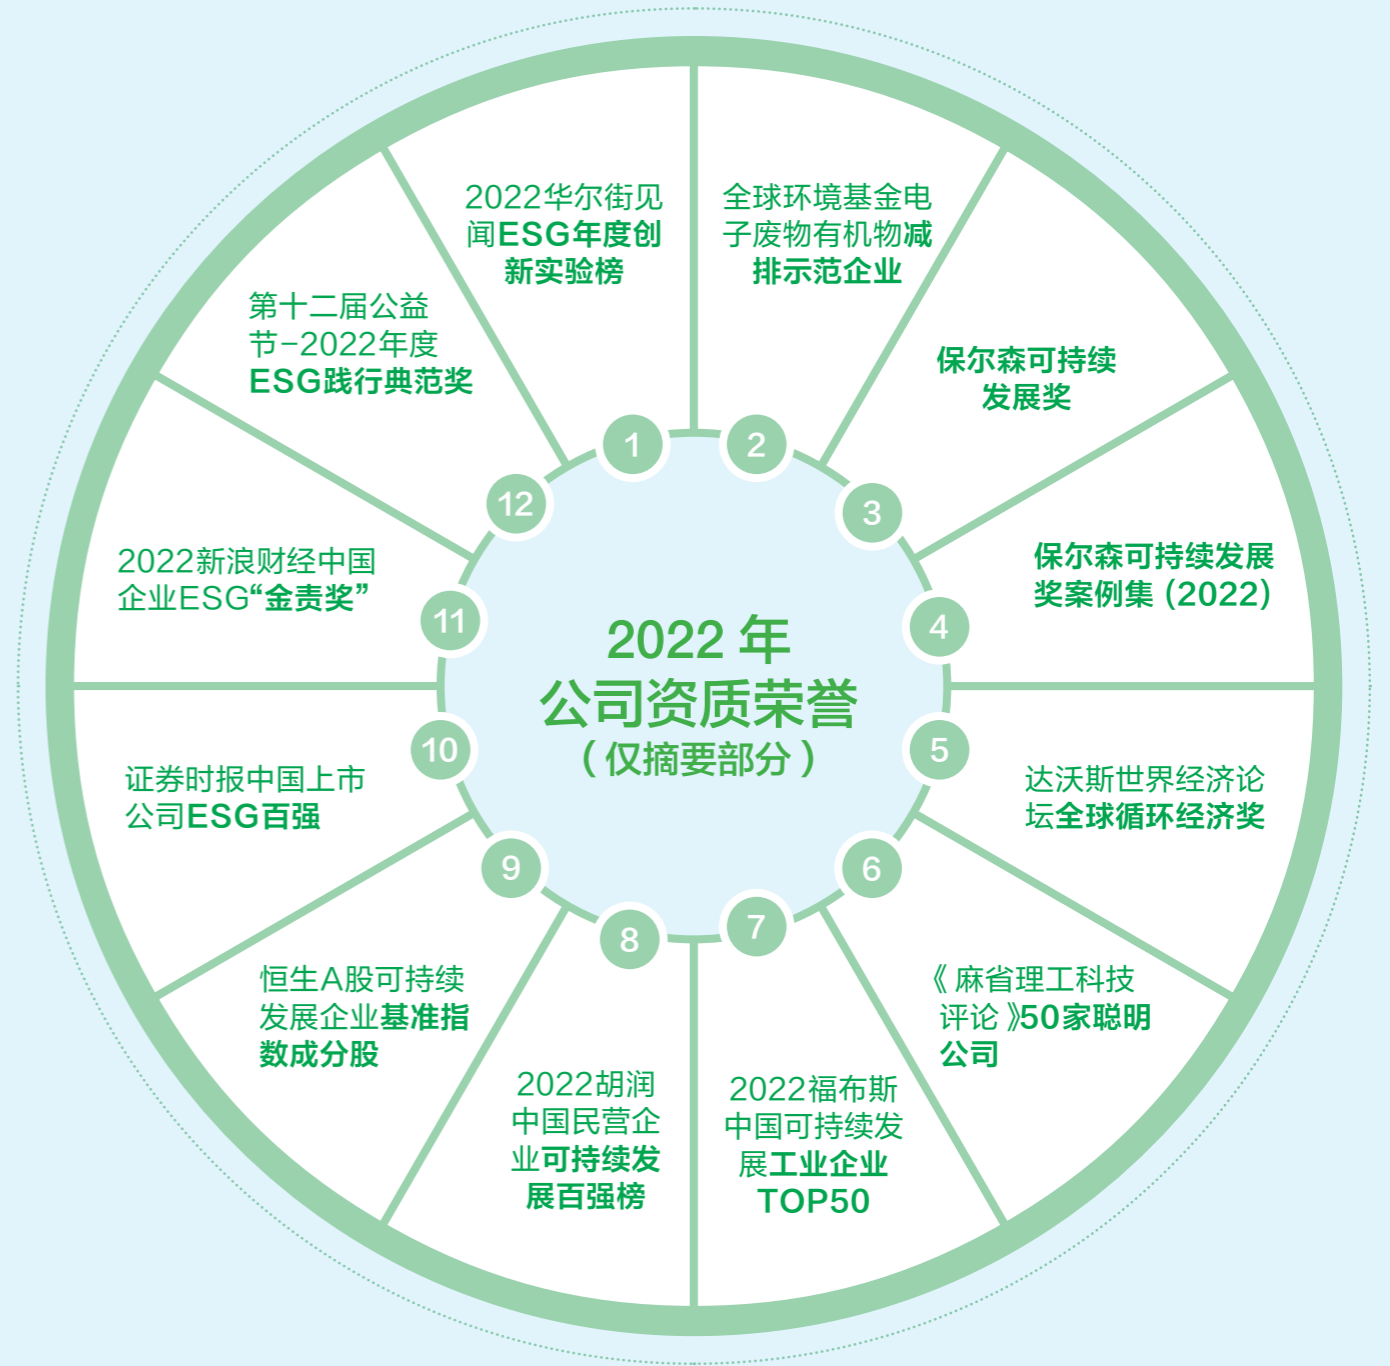 2022 年
公司资质荣誉
（仅摘要部分）
1
2022华尔街见
闻ESG年度创
新实验榜
2
全球环境基金电
子废物有机物减
排示范企业
3
保尔森可持续
发展奖
4
保尔森可持续发展
奖案例集 (2022)
5
达沃斯世界经济论
坛全球循环经济奖
6
《麻省理工科技
评论》50家聪明
公司
7
2022福布斯
中国可持续发
展工业企业
TOP50
8
2022胡润
中国民营企
业可持续发
展百强榜
9
恒生A股可持续
发展企业基准指
数成分股
10
证券时报中国上市
公司ESG百强
11
2022新浪财经中国
企业ESG“金责奖”
12
第十二届公益
节-2022年度
ESG践行典范奖